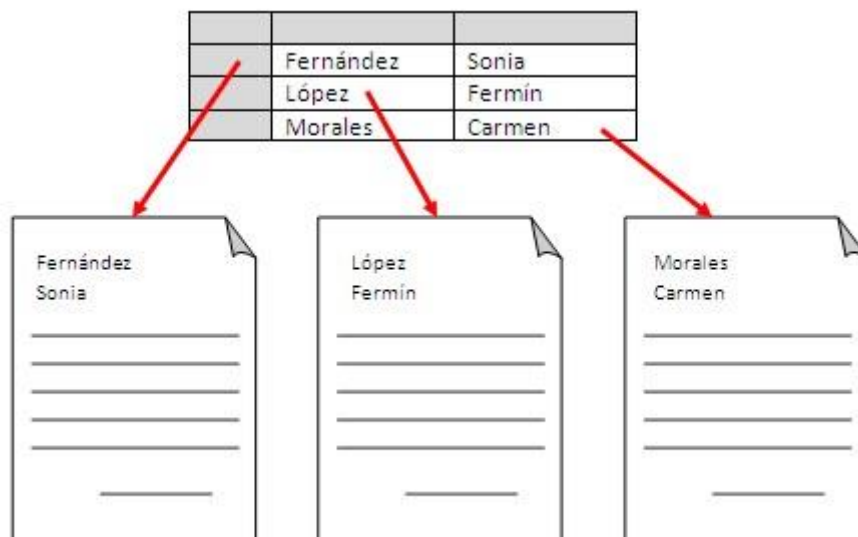 Fernández Sonia
López Fermín
Morales Carmen
Fernández
Sonia
López
Fermín
Morales
Carmen